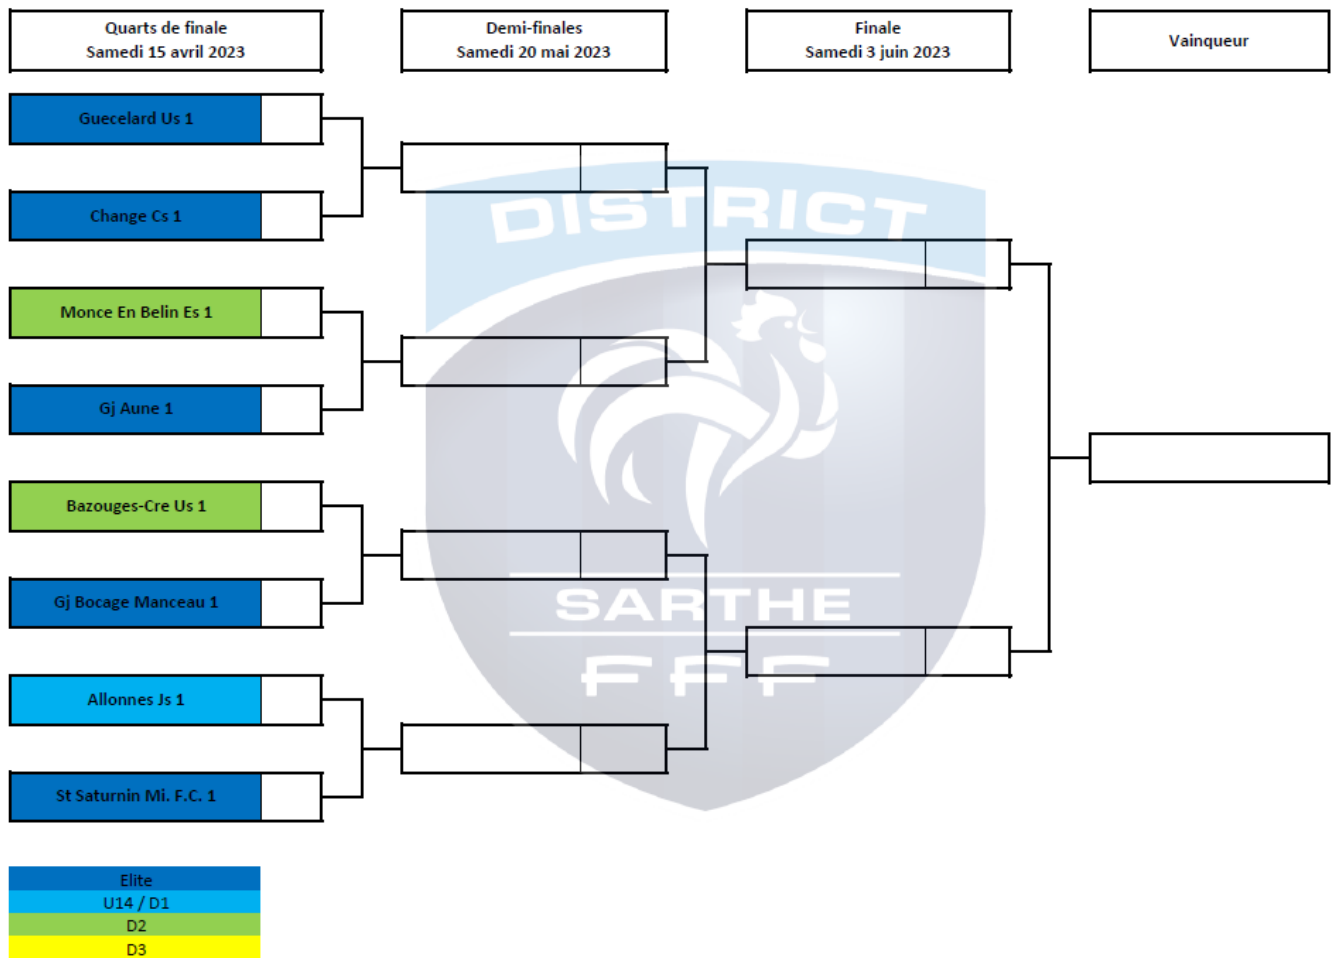 Quarts de finale
Samedi 15 avril 2023
Demi-finales
Samedi 20 mai 2023
Finale
Samedi 3 juin 2023
Vainqueur
Guecelard Us 1
Change Cs 1
Monce En Belin Es 1
Gj Aune 1
Bazouges-Cre Us 1
Gj Bocage Manceau 1
Allonnes Js 1
St Saturnin Mi. F.C. 1
DISTRICT
SARTHE
FFF
Elite
U14 / D1
D2
D3